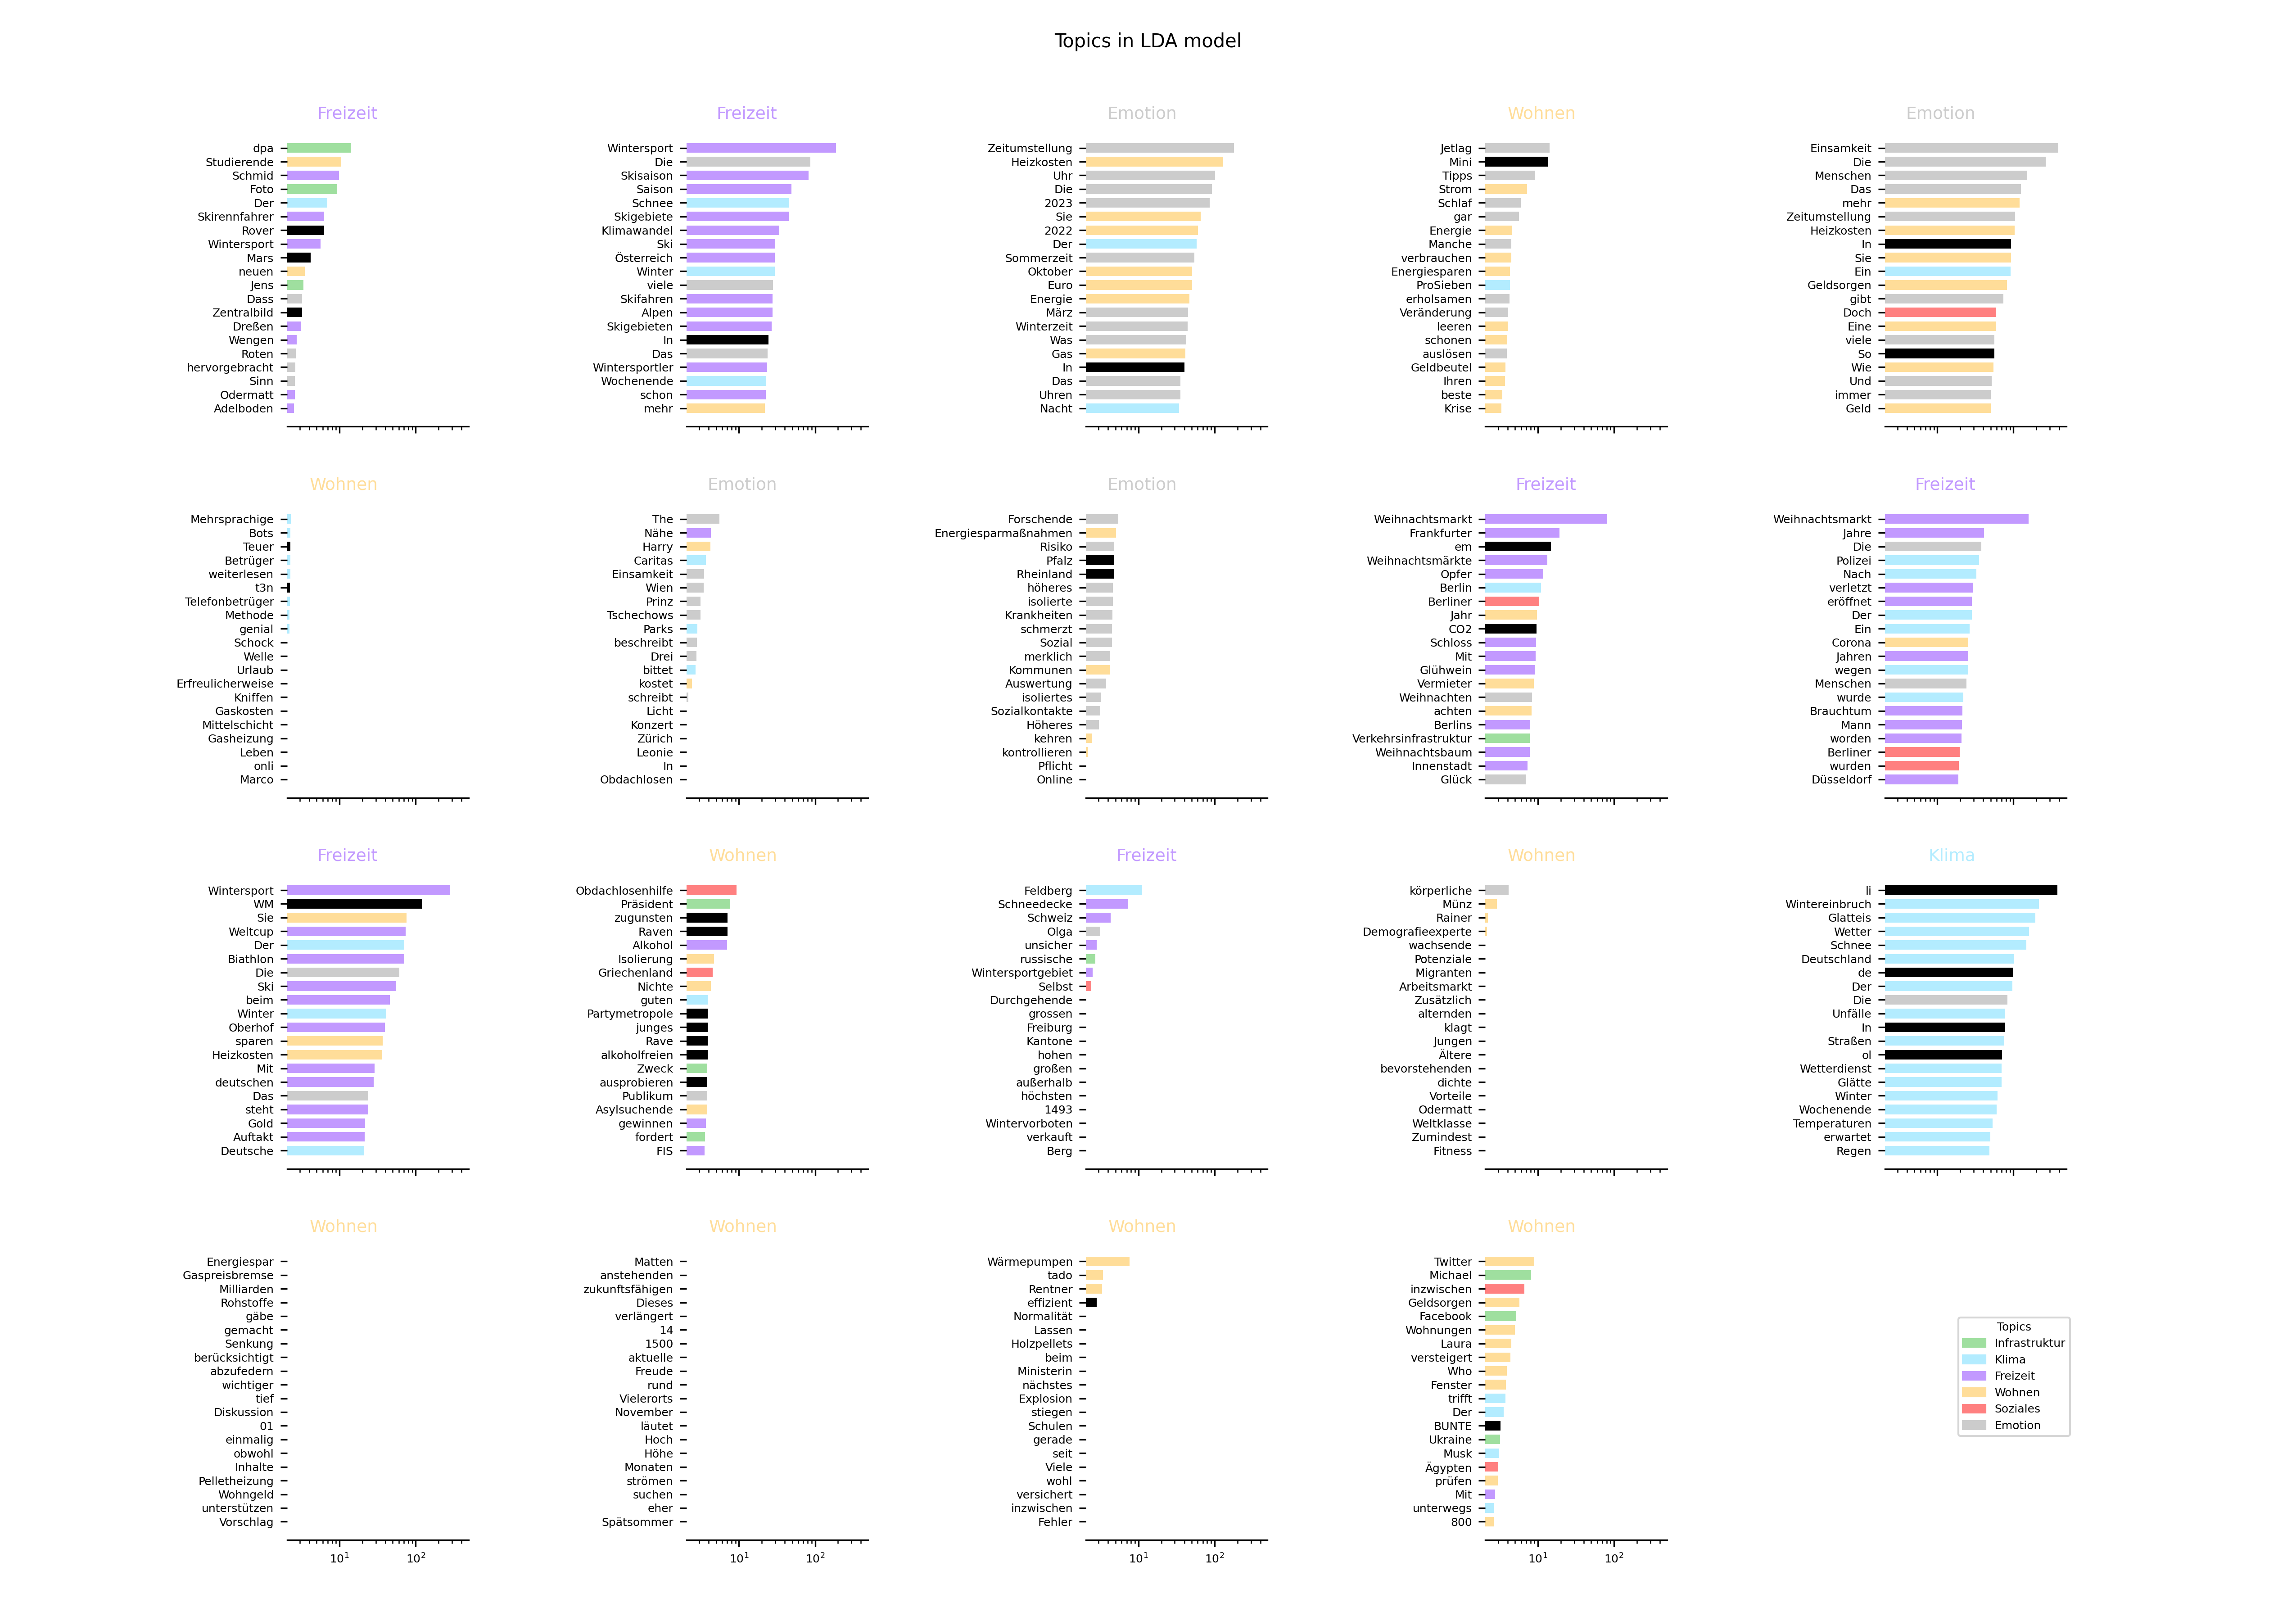 Topics in LDA model
Freizeit
dpa
Studierende
Schmid
Foto
Der
Skirennfahrer
Rover
Wintersport
Mars
neuen
Jens
Dass
Zentralbild
Dreßen
Wengen
Roten
hervorgebracht
Sinn
Odermatt
Adelboden
Freizeit
Wintersport
Die
Skisaison
Saison
Schnee
Skigebiete
Klimawandel
Ski
Österreich
Winter
viele
Skifahren
Alpen
Skigebieten
In
Das
Wintersportler
Wochenende
schon
mehr
Emotion
Zeitumstellung
Heizkosten
Uhr
Die
2023
Sie
2022
Der
Sommerzeit
Oktober
Euro
Energie
März
Winterzeit
Was
Gas
In
Das
Uhren
Nacht
Wohnen
Jetlag
Mini
Tipps
Strom
Schlaf
gar
Energie
Manche
verbrauchen
Energiesparen
ProSieben
erholsamen
Veränderung
leeren
schonen
auslösen
Geldbeutel
Ihren
beste
Krise
Emotion
Einsamkeit
Die
Menschen
Das
mehr
Zeitumstellung
Heizkosten
In
Sie
Ein
Geldsorgen
gibt
Doch
Eine
viele
So
Wie
Und
immer
Geld
Wohnen
Mehrsprachige
Bots
Teuer
Betrüger
weiterlesen
t3n
Telefonbetrüger
Methode
genial
Schock
Welle
Urlaub
Erfreulicherweise
Kniffen
Gaskosten
Mittelschicht
Gasheizung
Leben
onli
Marco
Emotion
The
Nähe
Harry
Caritas
Einsamkeit
Wien
Prinz
Tschechows
Parks
beschreibt
Drei
bittet
kostet
schreibt
Licht
Konzert
Zürich
Leonie
In
Obdachlosen
Emotion
Forschende
Energiesparmaßnahmen
Risiko
Pfalz
Rheinland
höheres
isolierte
Krankheiten
schmerzt
Sozial
merklich
Kommunen
Auswertung
isoliertes
Sozialkontakte
Höheres
kehren
kontrollieren
Pflicht
Online
Freizeit
Weihnachtsmarkt
Frankfurter
em
Weihnachtsmärkte
Opfer
Berlin
Berliner
Jahr
CO2
Schloss
Mit
Glühwein
Vermieter
Weihnachten
achten
Berlins
Verkehrsinfrastruktur
Weihnachtsbaum
Innenstadt
Glück
Freizeit
Weihnachtsmarkt
Jahre
Die
Polizei
Nach
verletzt
eröffnet
Der
Ein
Corona
Jahren
wegen
Menschen
wurde
Brauchtum
Mann
worden
Berliner
wurden
Düsseldorf
Freizeit
Wintersport
WM
Sie
Weltcup
Der
Biathlon
Die
Ski
beim
Winter
Oberhof
sparen
Heizkosten
Mit
deutschen
Das
steht
Gold
Auftakt
Deutsche
Wohnen
Obdachlosenhilfe
Präsident
zugunsten
Raven
Alkohol
Isolierung
Griechenland
Nichte
guten
Partymetropole
junges
Rave
alkoholfreien
Zweck
ausprobieren
Publikum
Asylsuchende
gewinnen
fordert
FIS
Freizeit
Feldberg
Schneedecke
Schweiz
Olga
unsicher
russische
Wintersportgebiet
Selbst
Durchgehende
grossen
Freiburg
Kantone
hohen
großen
außerhalb
höchsten
1493
Wintervorboten
verkauft
Berg
Wohnen
körperliche
Münz
Rainer
Demografieexperte
wachsende
Potenziale
Migranten
Arbeitsmarkt
Zusätzlich
alternden
klagt
Jungen
Ältere
bevorstehenden
dichte
Vorteile
Odermatt
Weltklasse
Zumindest
Fitness
Klima
li
Wintereinbruch
Glatteis
Wetter
Schnee
Deutschland
de
Der
Die
Unfälle
In
Straßen
ol
Wetterdienst
Glätte
Winter
Wochenende
Temperaturen
erwartet
Regen
Wohnen
Energiespar
Gaspreisbremse
Milliarden
Rohstoffe
gäbe
gemacht
Senkung
berücksichtigt
abzufedern
wichtiger
tief
Diskussion
01
einmalig
obwohl
Inhalte
Pelletheizung
Wohngeld
unterstützen
Vorschlag
10¹ 10²
Wohnen
Matten
anstehenden
zukunftsfähigen
Dieses
verlängert
14
1500
aktuelle
Freude
rund
Vielerorts
November
läutet
Hoch
Höhe
Monaten
strömen
suchen
eher
Spätsommer
10¹ 10²
Wohnen
Wärmepumpen
tado
Rentner
effizient
Normalität
Lassen
Holzpellets
beim
Ministerin
nächstes
Explosion
stiegen
Schulen
gerade
seit
Viele
wohl
versichert
inzwischen
Fehler
10¹ 10²
Wohnen
Twitter
Michael
inzwischen
Geldsorgen
Facebook
Wohnungen
Laura
versteigert
Who
Fenster
trifft
Der
BUNTE
Ukraine
Musk
Ägypten
prüfen
Mit
unterwegs
800
10¹ 10²
Topics
Infrastruktur
Klima
Freizeit
Wohnen
Soziales
Emotion